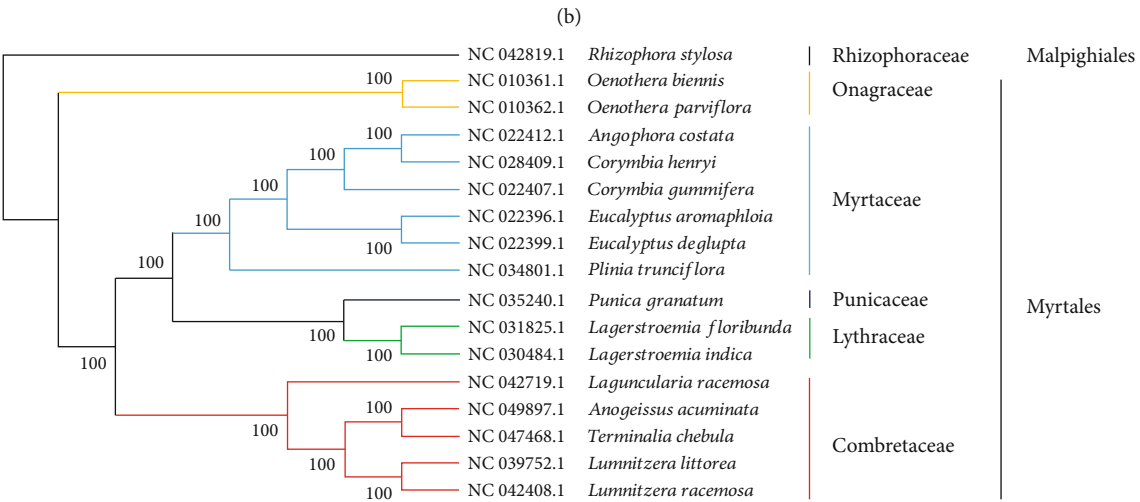 (b)
NC 042819.1 Rhizophora stylosa Rhizophoraceae Malpighiales
100 NC 010361.1 Oenothera biennis
Onagraceae
NC 010362.1 Oenothera parviflora
100 NC 022412.1 Angophora costata
100 NC 028409.1 Corymbia henryi
100 NC 022407.1 Corymbia gummifera
Myrtaceae
100 NC 022396.1 Eucalyptus aromaphloia
100 NC 022399.1 Eucalyptus deglupta
100 NC 034801.1 Plinia trunciflora
NC 035240.1 Punica granatum Punicaceae
Myrtales
100 NC 031825.1 Lagerstroemia floribunda
Lythraceae
100 100 NC 030484.1 Lagerstroemia indica
NC 042719.1 Laguncularia racemosa
100 NC 049897.1 Anogeissus acuminata
100 NC 047468.1 Terminalia chebula
Combretaceae
100 NC 039752.1 Lumnitzera littorea
100 NC 042408.1 Lumnitzera racemosa